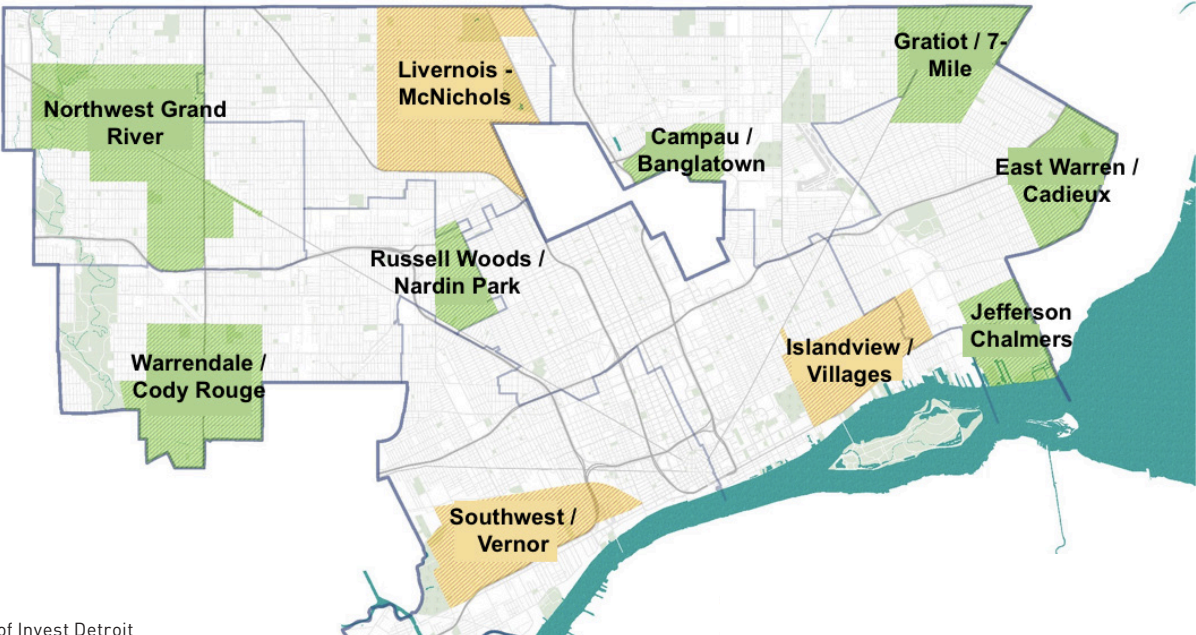 Gratiot / 7-
Mile
Livernois -
McNichols
Northwest Grand
River
Campau /
Banglatown
East Warren /
Cadieux
Russell Woods /
Nardin Park
Jefferson
Chalmers
Islandview /
Villages
Warrendale /
Cody Rouge
Southwest /
Vernor
of Invest Detroit